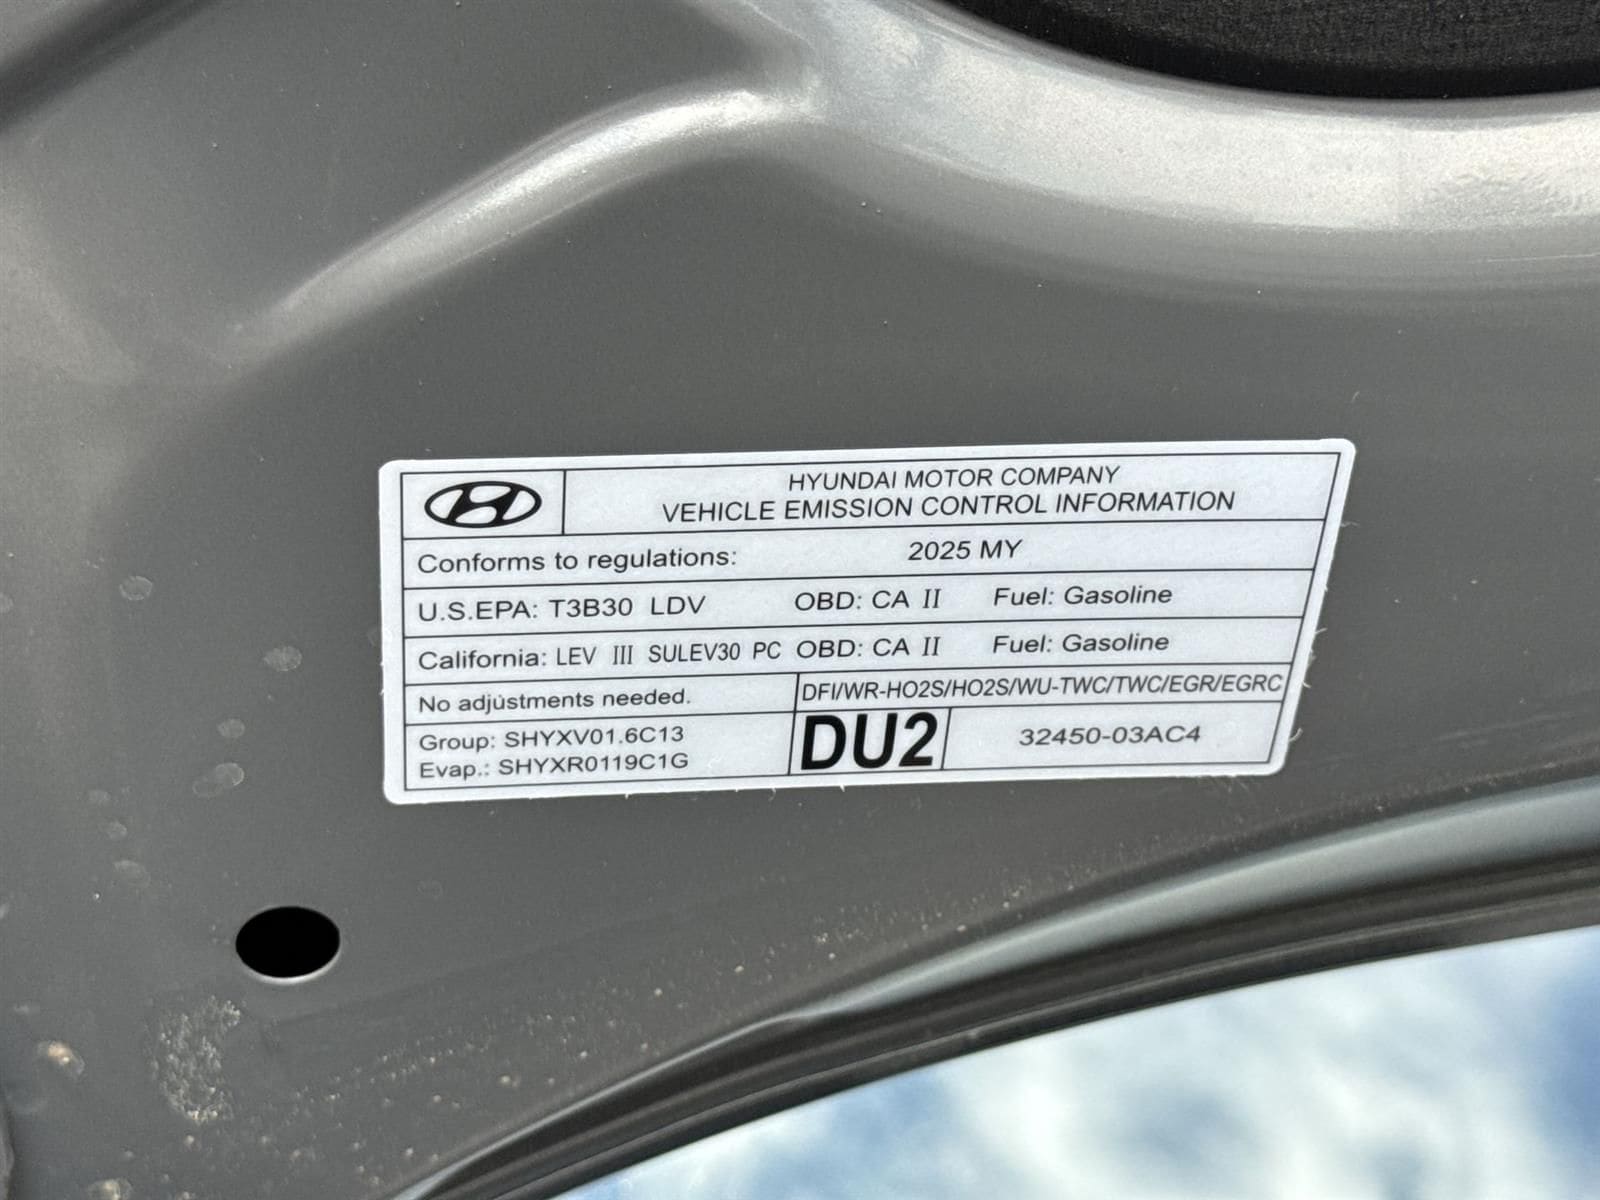 HYUNDAI MOTOR COMPANY
VEHICLE EMISSION CONTROL INFORMATION
Conforms to regulations: 2025 MY
U.S.EPA: T3B30 LDV OBD: CA II Fuel: Gasoline
California: LEV III SULEV30 PC OBD: CA II Fuel: Gasoline
No adjustments needed. DFI/WR-HO2S/HO2S/WU-TWC/TWC/EGR/EGRC
Group: SHYXV01.6C13
Evap.: SHYXR0119C1G
DU2
32450-03AC4